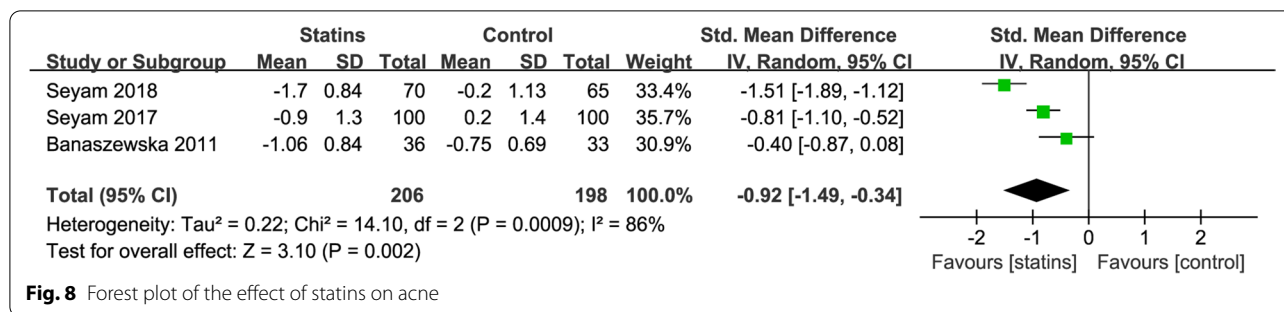 Statins Control Std. Mean Difference Std. Mean Difference
Study or Subgroup Mean SD Total Mean SD Total Weight IV, Random, 95% CI IV, Random, 95% CI
Seyam 2018 -1.7 0.84 70 -0.2 1.13 65 33.4% -1.51 [-1.89, -1.12]
Seyam 2017 -0.9 1.3 100 0.2 1.4 100 35.7% -0.81 [-1.10, -0.52]
Banaszewska 2011 -1.06 0.84 36 -0.75 0.69 33 30.9% -0.40 [-0.87, 0.08]
Total (95% CI) 206 198 100.0% -0.92 [-1.49, -0.34]
Heterogeneity: Tau² = 0.22; Chi² = 14.10, df = 2 (P = 0.0009); I² = 86%
Test for overall effect: Z = 3.10 (P = 0.002)
-2 -1 0 1 2
Favours [statins] Favours [control]
Fig. 8 Forest plot of the effect of statins on acne